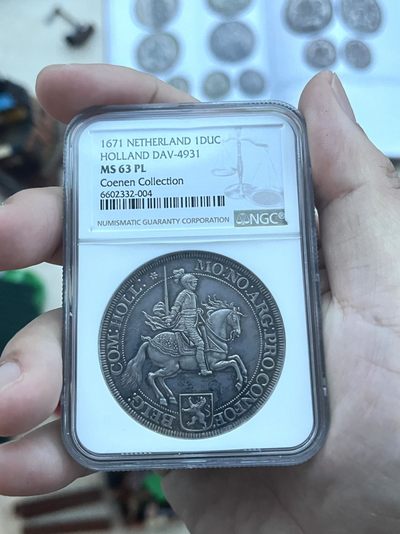 1671 NETHERLAND 1DUC
HOLLAND DAV-4931
MS 63 PL
Coenen Collection
6602332-004
NUMISMATIC GUARANTY CORPORATION
NGC
MO:NO:ARG:PRO:CONFOE:
BELG:
COM:HOLL: